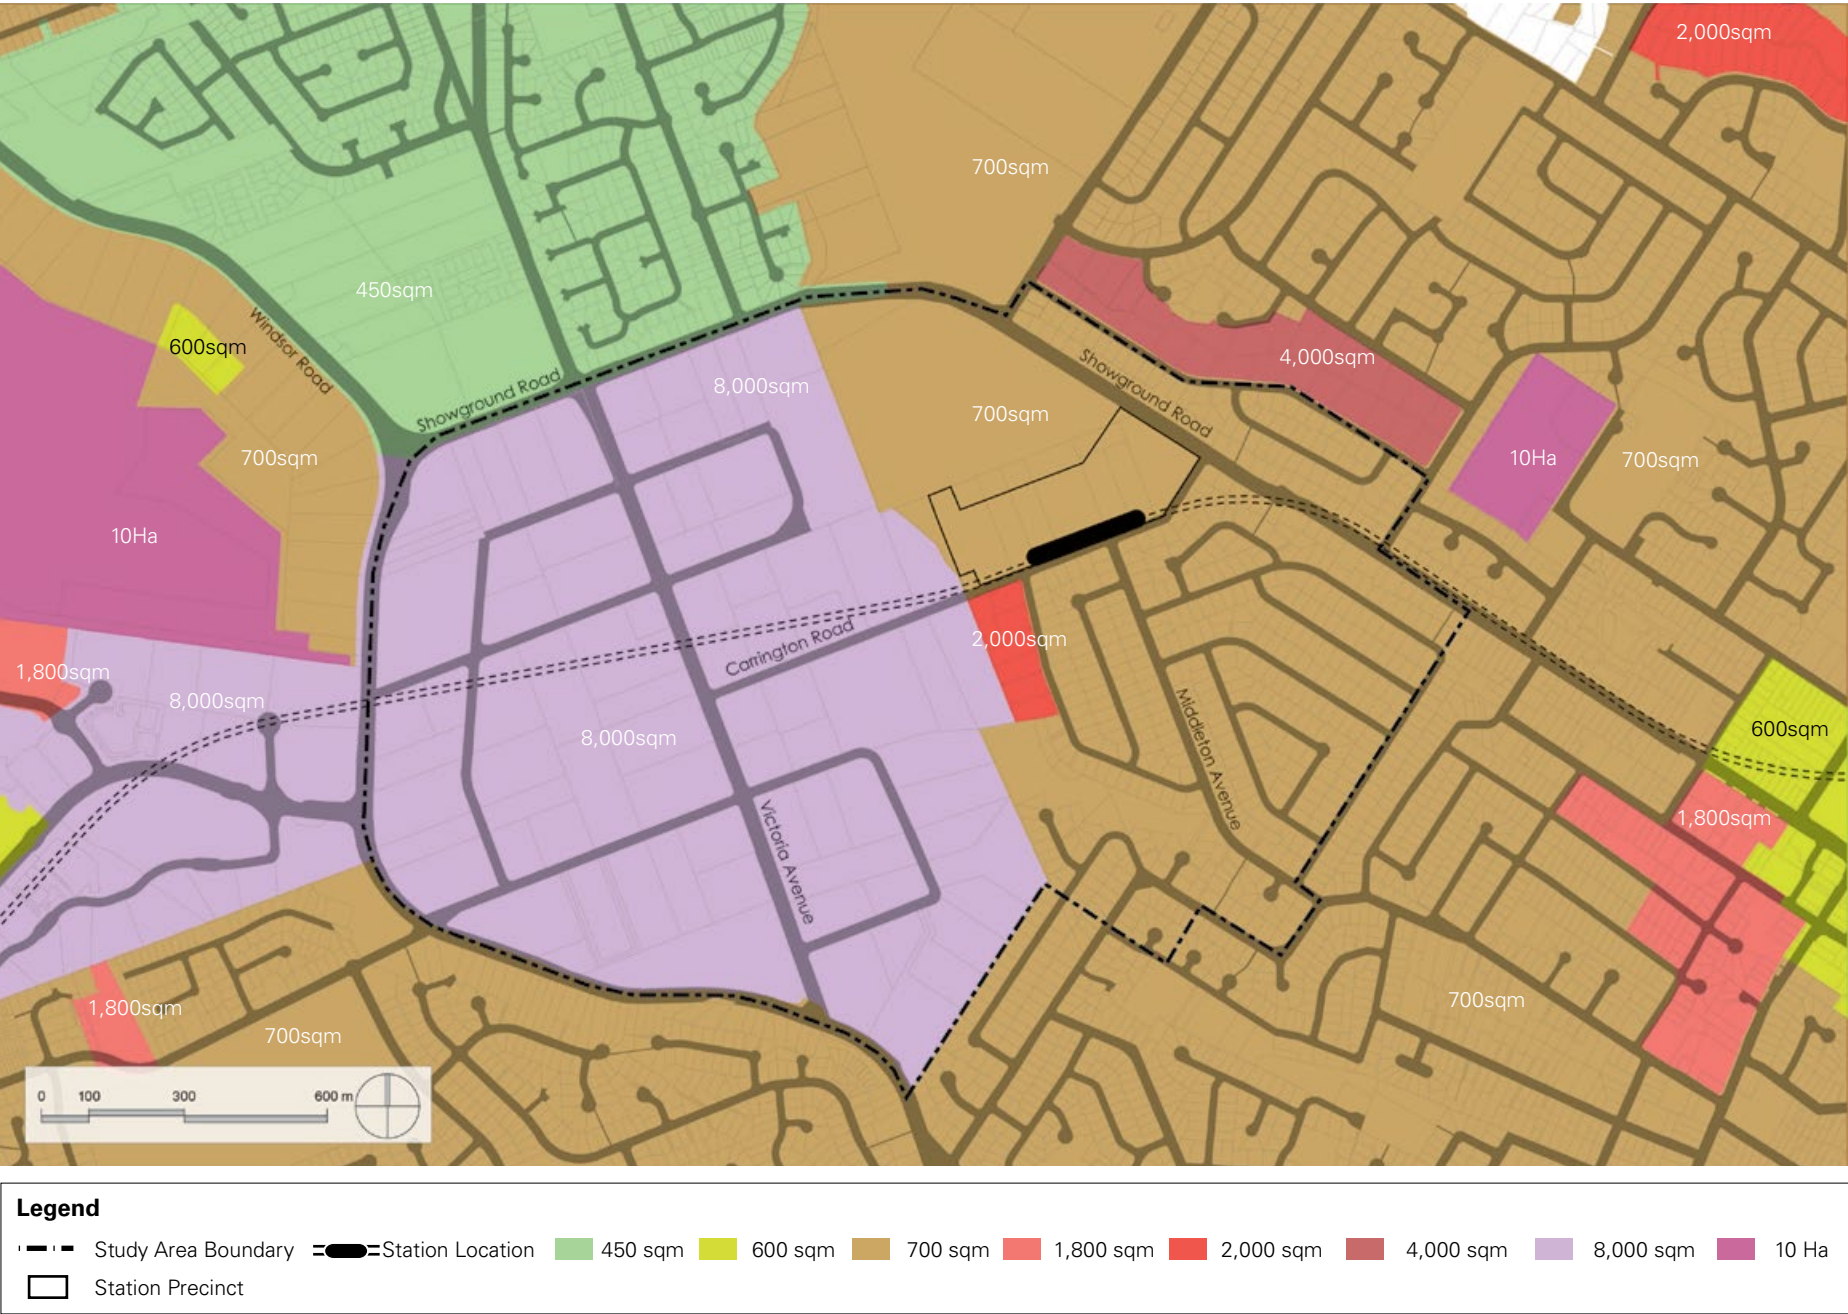 2,000sqm
700sqm
450sqm
Windsor Road
600sqm
Showground Road
4,000sqm
8,000sqm
Showground Road
700sqm
700sqm
10Ha
700sqm
10Ha
2,000sqm
Carrington Road
1,800sqm
8,000sqm
8,000sqm
Middleton Avenue
600sqm
Victoria Avenue
1,800sqm
700sqm
1,800sqm
700sqm
0 100 300 600 m
Legend
Study Area Boundary Station Location 450 sqm 600 sqm 700 sqm 1,800 sqm 2,000 sqm 4,000 sqm 8,000 sqm 10 Ha
Station Precinct